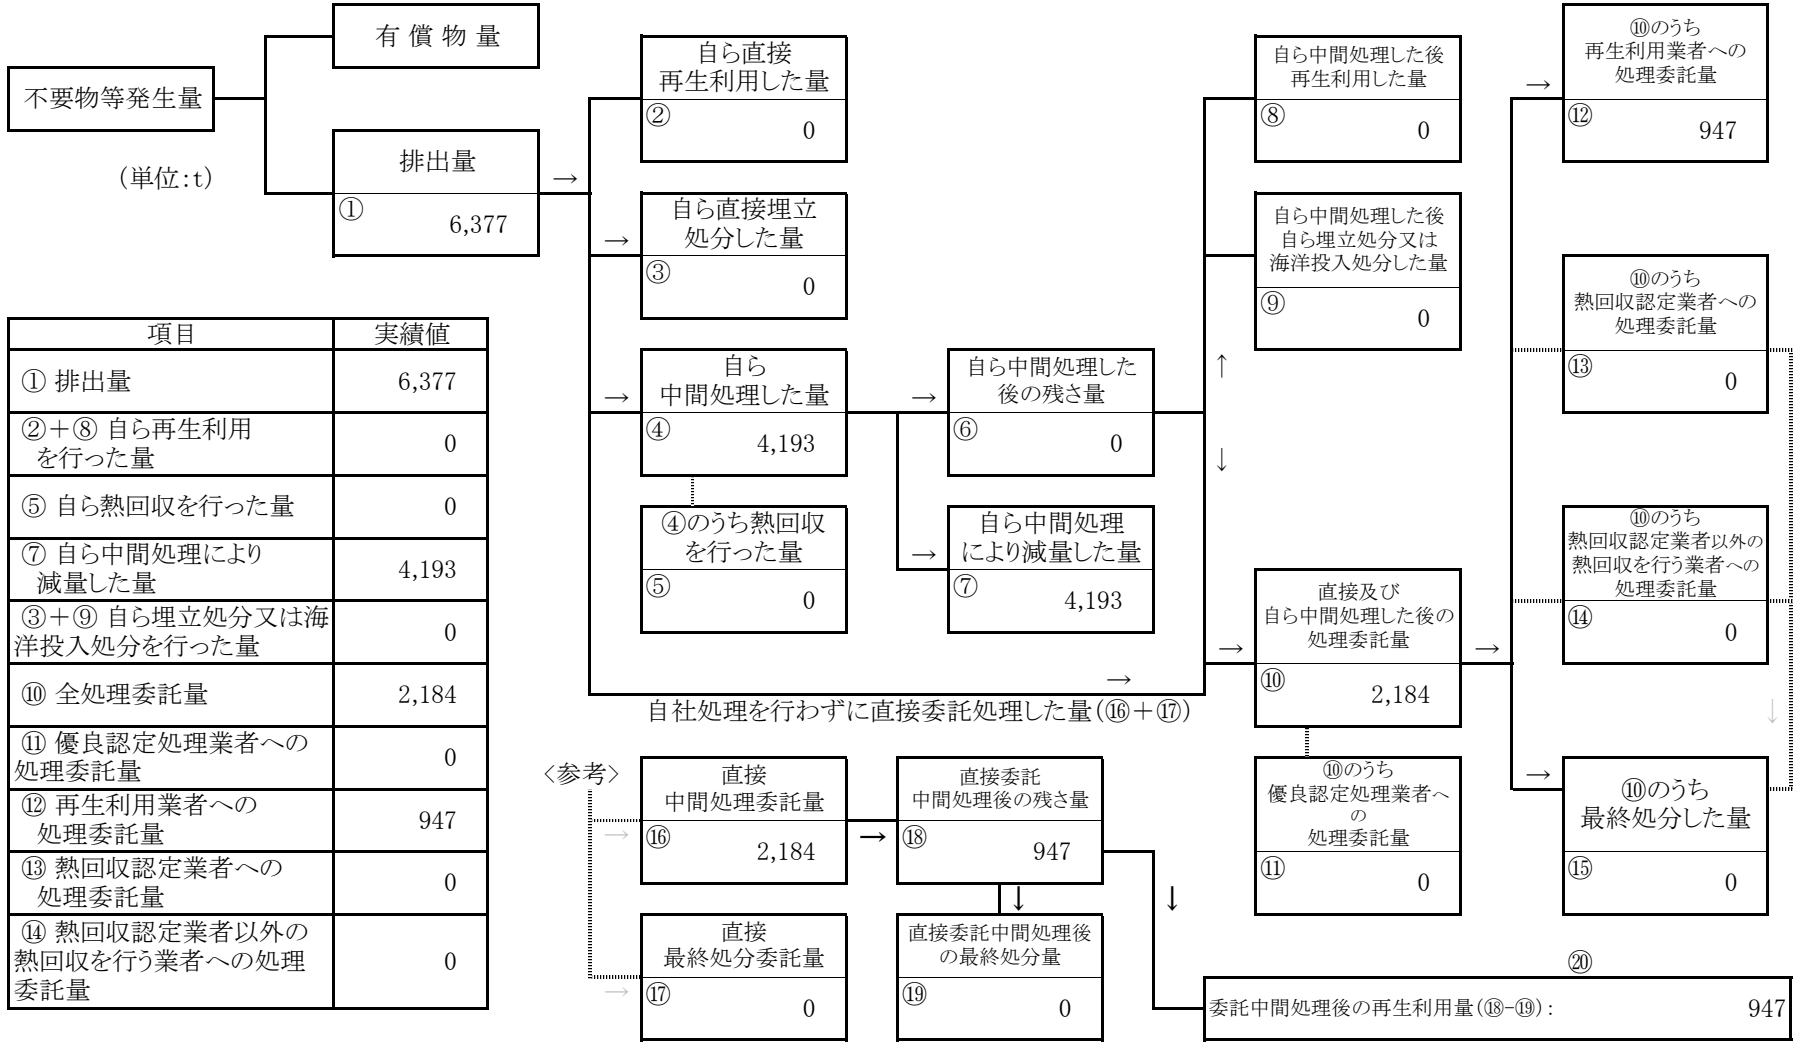 不要物等発生量
有 償 物 量
(単位:t)
排出量
①
6,377
→
自ら直接
再生利用した量
②
0
→
自ら直接埋立
処分した量
③
0
→
自ら
中間処理した量
④
4,193
④のうち熱回収
を行った量
⑤
0
→
自ら中間処理した
後の残さ量
⑥
0
→
自ら中間処理
により減量した量
⑦
4,193
↑
↓
自ら中間処理した後
再生利用した量
⑧
0
自ら中間処理した後
自ら埋立処分又は
海洋投入処分した量
⑨
0
→
自社処理を行わずに直接委託処理した量(⑯+⑰)
→
直接及び
自ら中間処理した後の
処理委託量
⑩
2,184
→
⑩のうち
優良認定処理業者へ
の
処理委託量
⑪
0
→
⑩のうち
再生利用業者への
処理委託量
⑫
947
⑩のうち
熱回収認定業者への
処理委託量
⑬
0
⑩のうち
熱回収認定業者以外の
熱回収を行う業者への
処理委託量
⑭
0
↓
→
⑩のうち
最終処分した量
⑮
0
項目 実績値
① 排出量 6,377
②+⑧ 自ら再生利用
を行った量 0
⑤ 自ら熱回収を行った量 0
⑦ 自ら中間処理により
減量した量 4,193
③+⑨ 自ら埋立処分又は海
洋投入処分を行った量 0
⑩ 全処理委託量 2,184
⑪ 優良認定処理業者への
処理委託量 0
⑫ 再生利用業者への
処理委託量 947
⑬ 熱回収認定業者への
処理委託量 0
⑭ 熱回収認定業者以外の
熱回収を行う業者への処理
委託量 0
<参考>
→
直接
中間処理委託量
⑯
2,184
→
直接委託
中間処理後の残さ量
⑱
947
↓
↓
→
直接
最終処分委託量
⑰
0
直接委託中間処理後
の最終処分量
⑲
0
⑳
委託中間処理後の再生利用量(⑱-⑲): 947